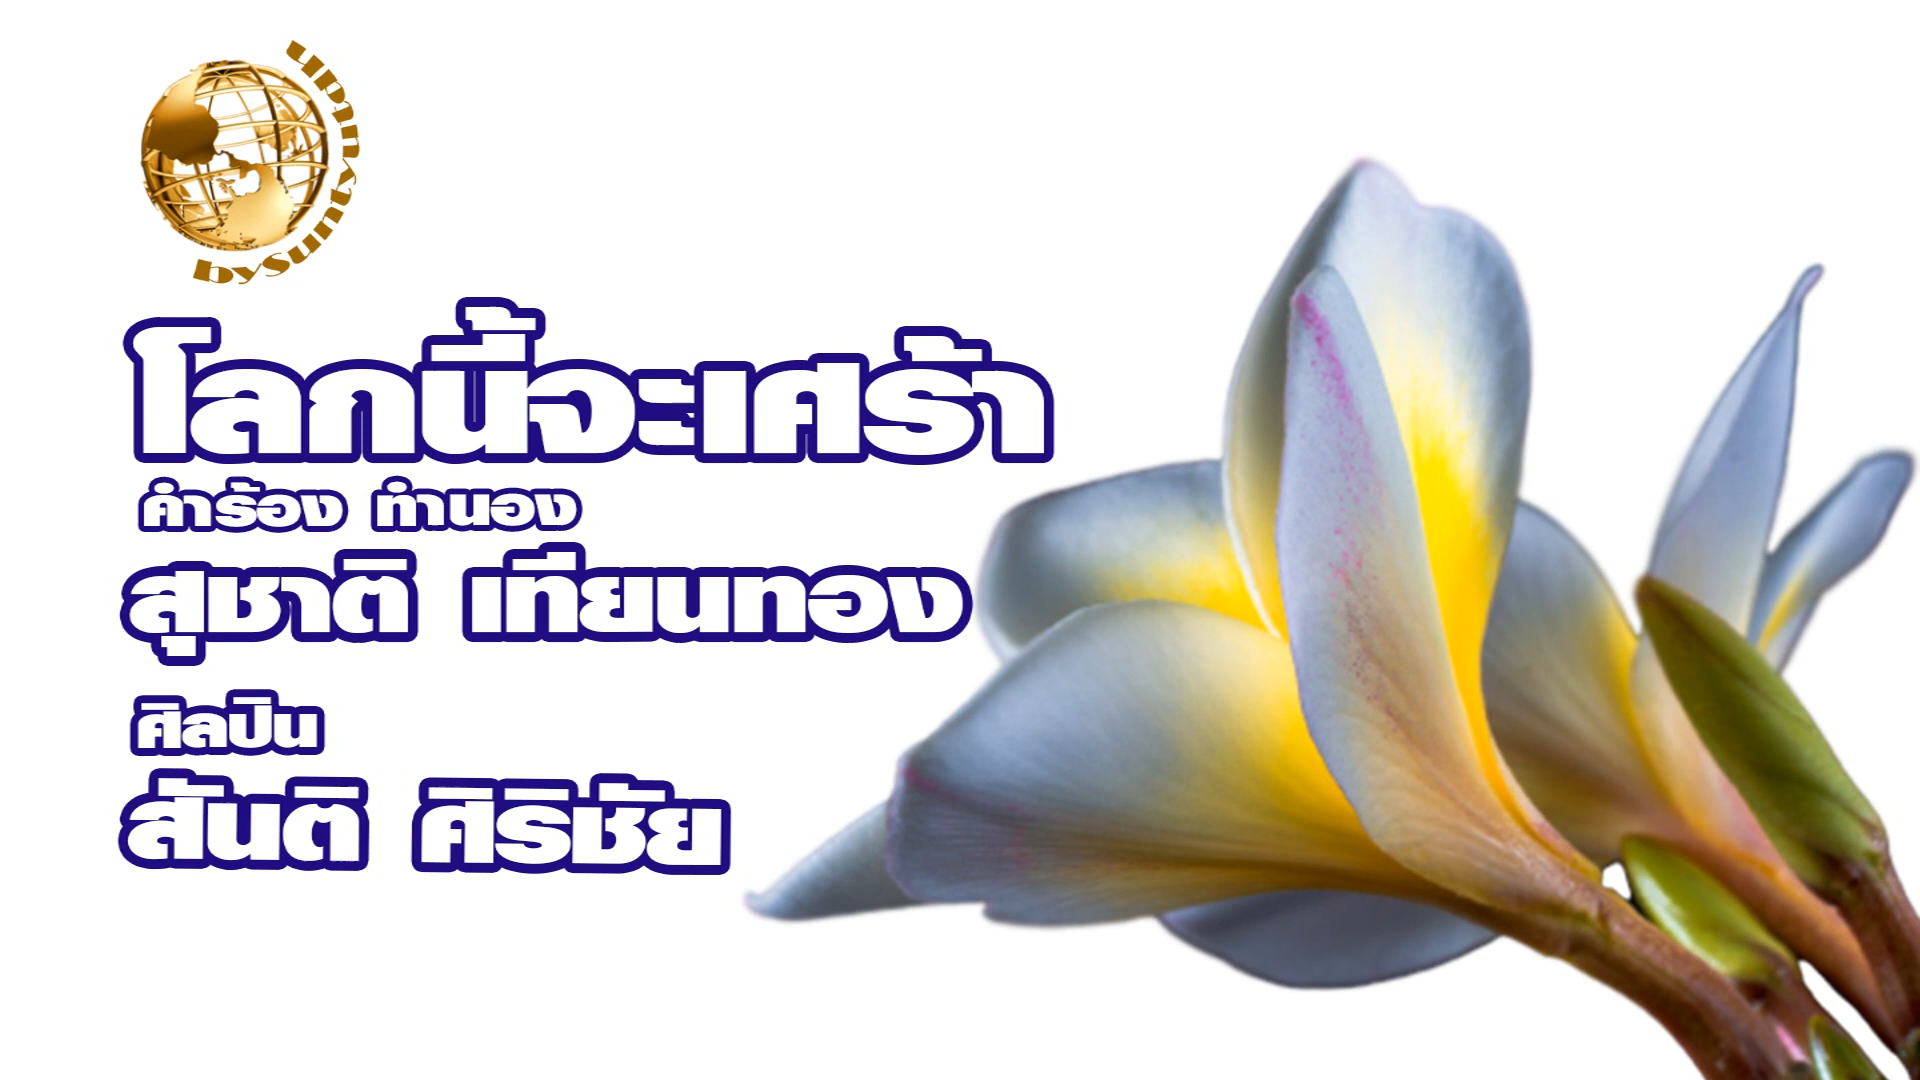 bysuntyupin
โลกนี้จะเศร้า
คำร้อง ทำนอง
สุชาติ เทียนทอง
ศิลปิน
สันติ ศิริชัย